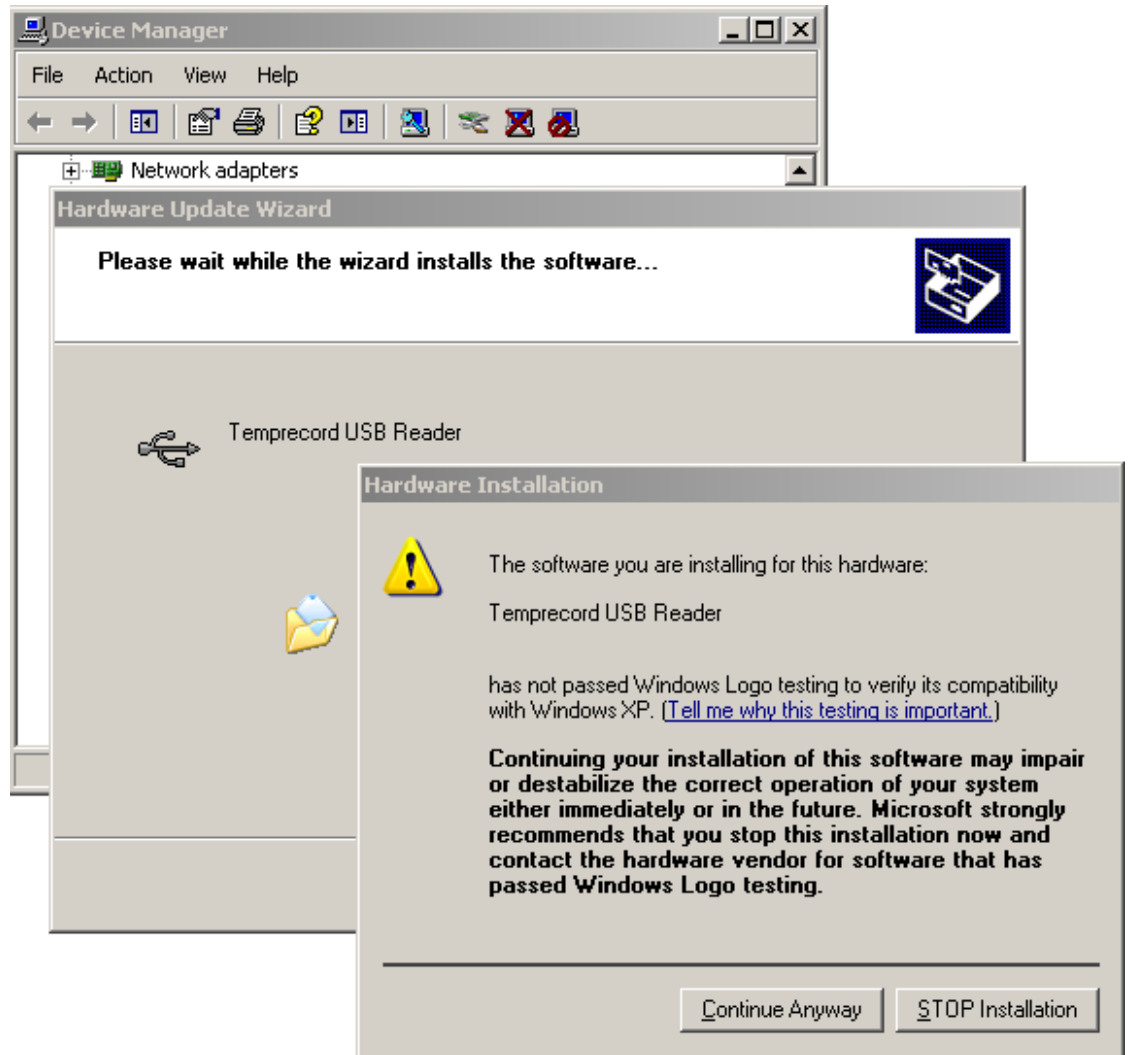 Device Manager
File Action View Help
Network adapters
Hardware Update Wizard
Please wait while the wizard installs the software...
Temprecord USB Reader
Hardware Installation
The software you are installing for this hardware:
Temprecord USB Reader
has not passed Windows Logo testing to verify its compatibility
with Windows XP. (Tell me why this testing is important.)
Continuing your installation of this software may impair
or destabilize the correct operation of your system
either immediately or in the future. Microsoft strongly
recommends that you stop this installation now and
contact the hardware vendor for software that has
passed Windows Logo testing.
Continue Anyway STOP Installation